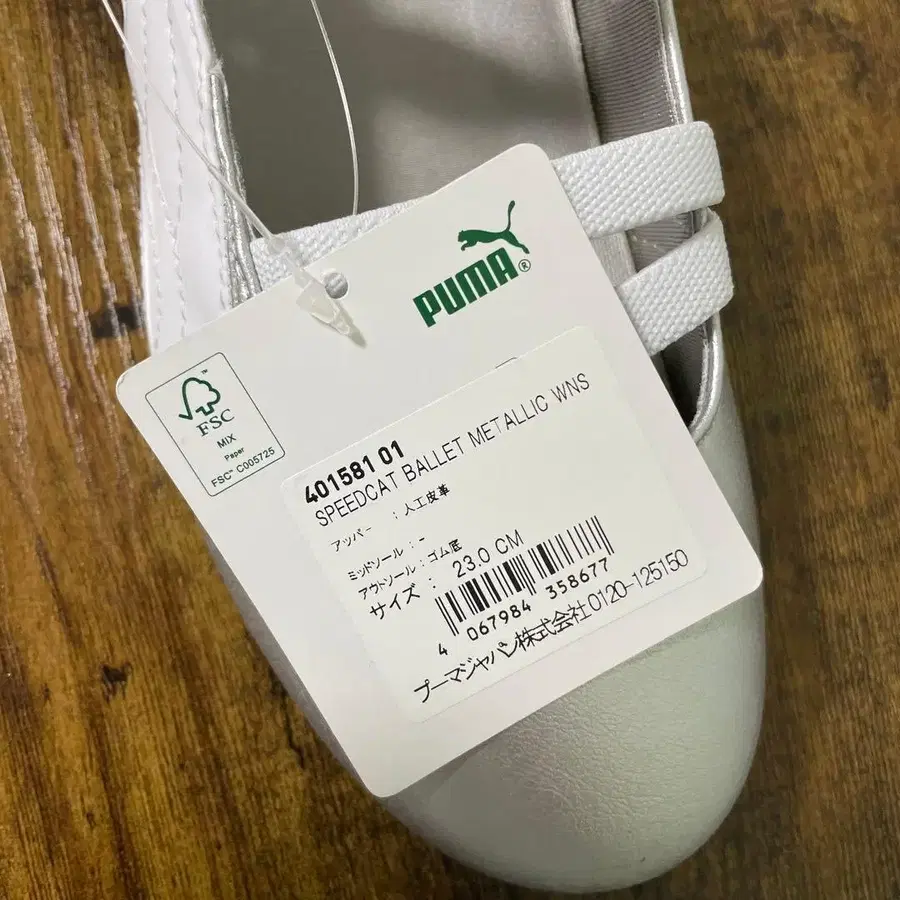 PUMA®
FSC
MIX
Paper
FSC™ C005725
401581 01
SPEEDCAT BALLET METALLIC WNS
アッパー : 人工皮革
ミッドソール : -
アウトソール : ゴム底
サイズ : 23.0 CM
4 067984 358677
プーマジャパン株式会社 0120-125150